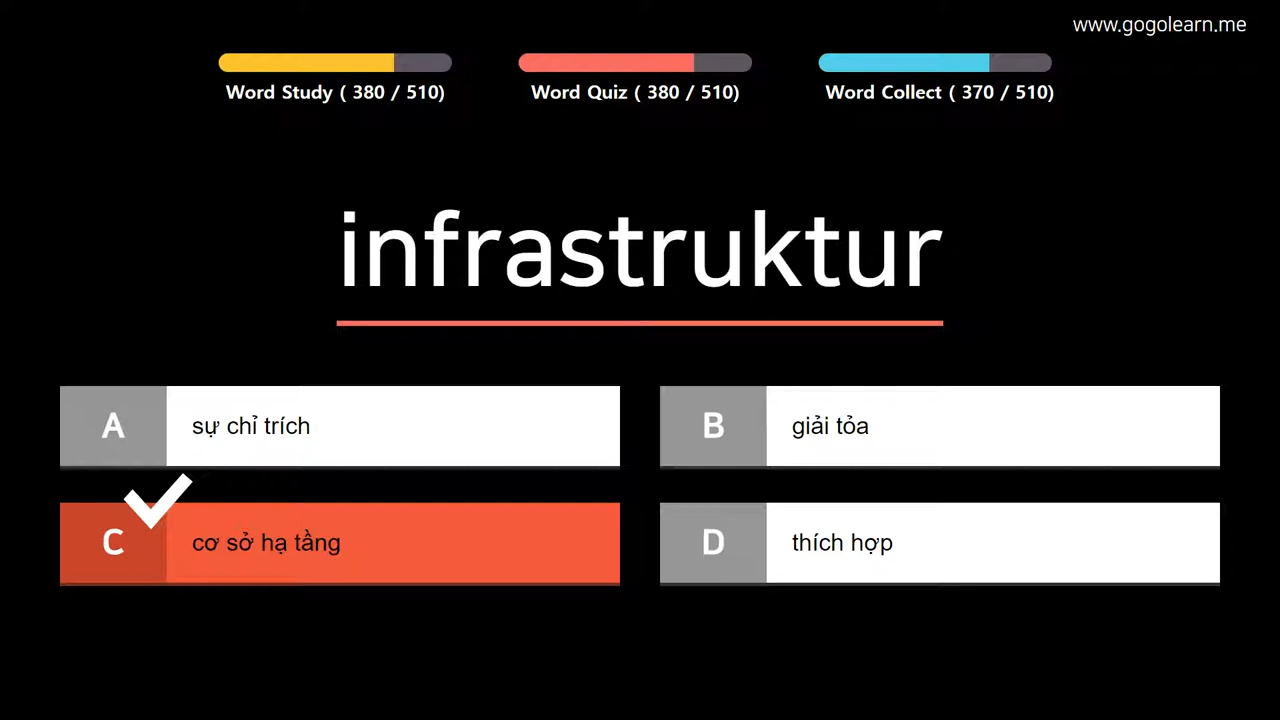 www.gogolearn.me
Word Study ( 380 / 510)
Word Quiz ( 380 / 510)
Word Collect ( 370 / 510)
infrastruktur
A sự chỉ trích
B giải tỏa
C cơ sở hạ tầng
D thích hợp